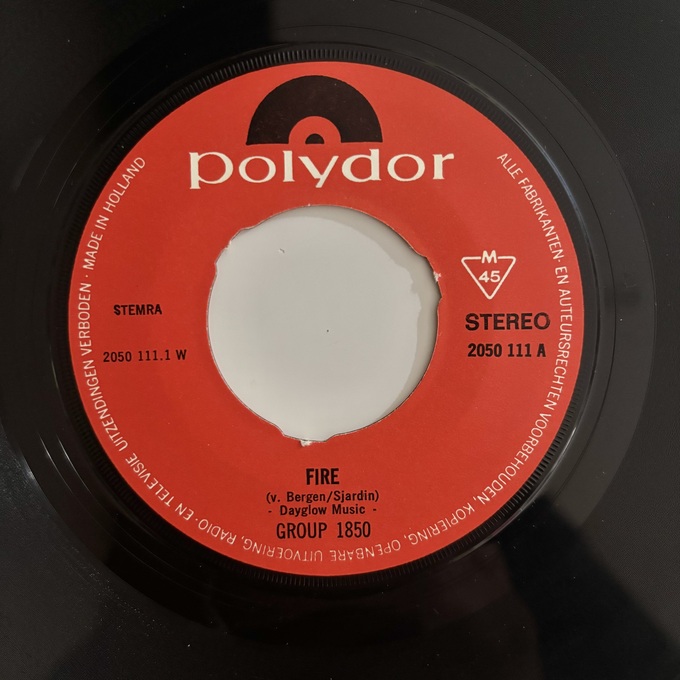 polydor
ALLE FABRIKANTEN- EN AUTEURSRECHTEN VOORBEHOUDEN, KOPIERING, OPENBARE UITVOERING, RADIO- EN TELEVISIE UITZENDINGEN VERBODEN · MADE IN HOLLAND
M
45
STEMRA
STEREO
2050 111.1 W
2050 111 A
FIRE
(v. Bergen/Sjardin)
- Dayglow Music -
GROUP 1850